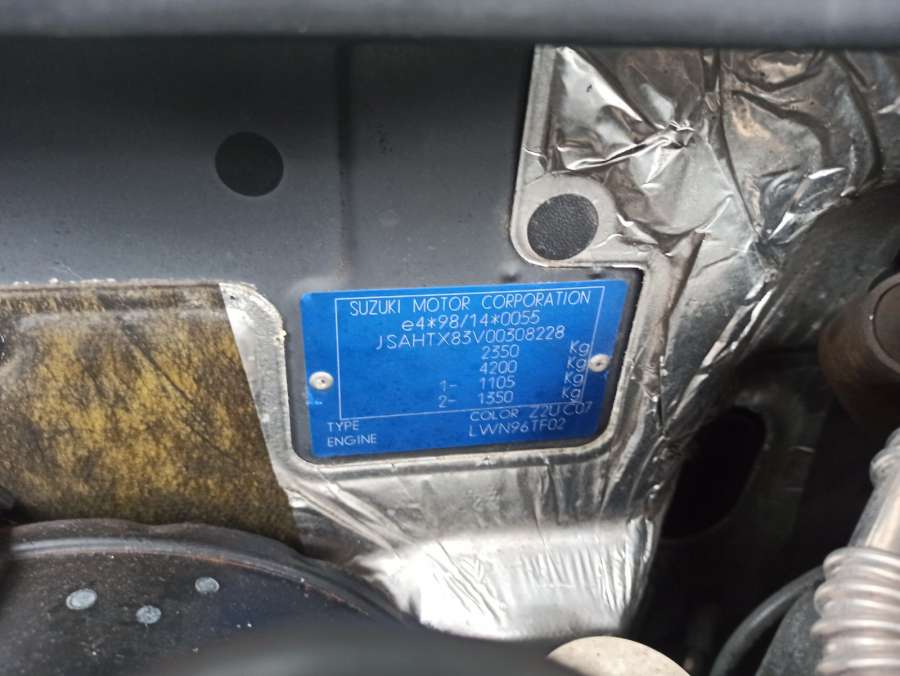 SUZUKI MOTOR CORPORATION
e4*98/14*0055
JSAHTX83V00308228
2350 Kg
4200 Kg
1- 1105 Kg
2- 1350 Kg
COLOR Z2U C07
TYPE LWN96TF02
ENGINE